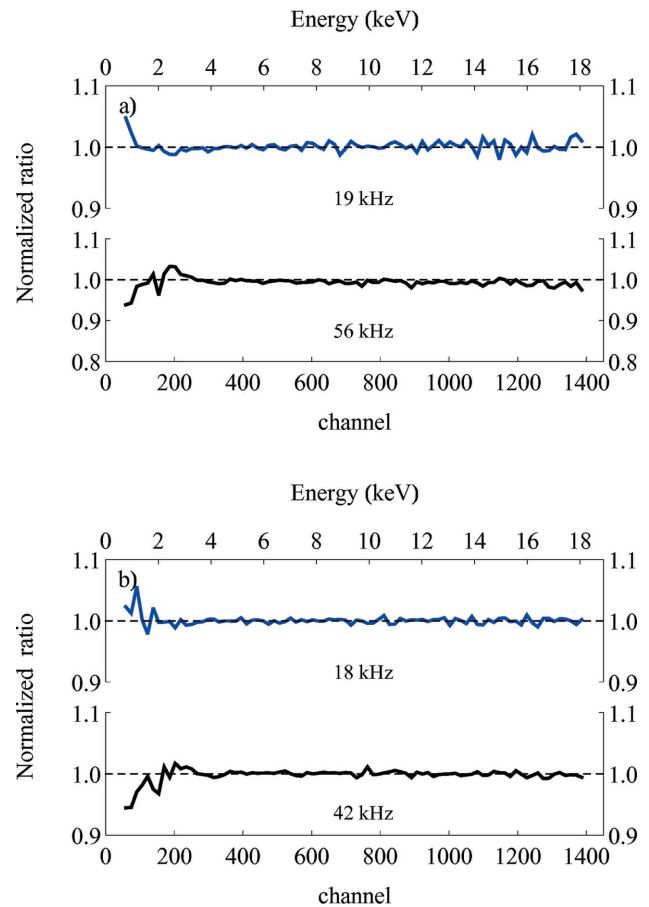 Energy (keV)
0 2 4 6 8 10 12 14 16 18
1.1 1.1
a)
1.0 1.0
19 kHz
0.9 0.9
Normalized ratio
1.1 1.1
1.0 1.0
0.9 0.9
56 kHz
0.8 0.8
0 200 400 600 800 1000 1200 1400
channel
Energy (keV)
0 2 4 6 8 10 12 14 16 18
1.1 1.1
b)
1.0 1.0
18 kHz
0.9 0.9
Normalized ratio
1.1 1.1
1.0 1.0
42 kHz
0.9 0.9
0 200 400 600 800 1000 1200 1400
channel